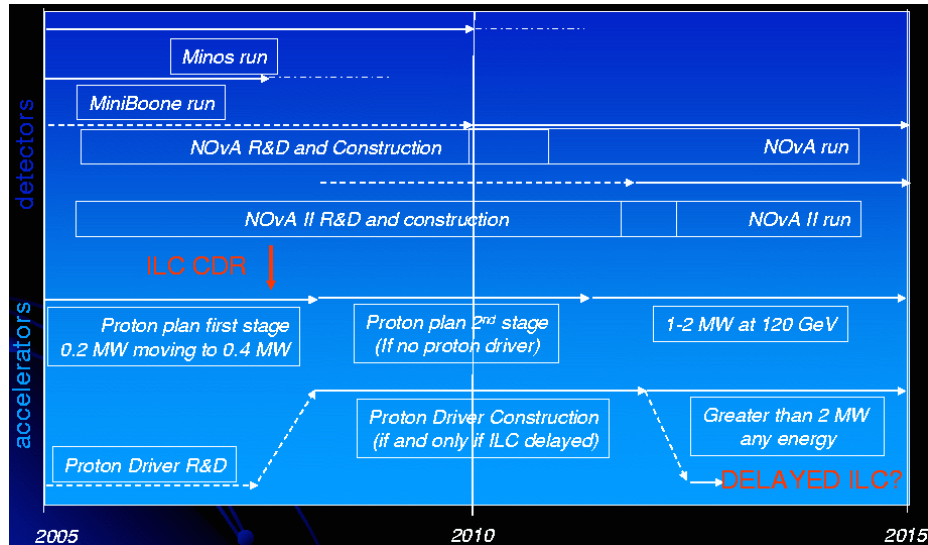 Minos run
MiniBoone run
detectors
NOvA R&D and Construction
NOvA run
NOvA II R&D and construction
NOvA II run
ILC CDR
accelerators
Proton plan first stage
0.2 MW moving to 0.4 MW
Proton plan 2nd stage
(If no proton driver)
1-2 MW at 120 GeV
Proton Driver Construction
(if and only if ILC delayed)
Greater than 2 MW
any energy
Proton Driver R&D
DELAYED ILC?
2005
2010
2015